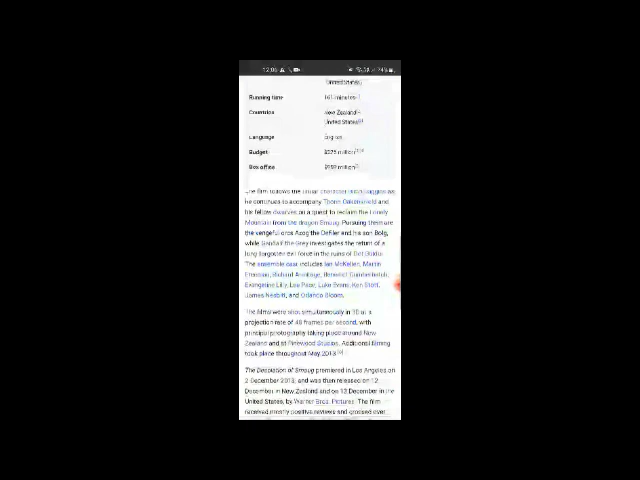 12:06
74%
United States
Running time 161 minutes
Countries New Zealand
United States
Language English
Budget
Box office
The film follows the titular character Bilbo Baggins as
he continues to accompany Thorin Oakenshield and
his fellow dwarves on a quest to reclaim the Lonely
Mountain from the dragon Smaug. Pursuing them are
the vengeful orcs Azog the Defiler and his son Bolg,
while Gandalf the Grey investigates the return of a
long-forgotten evil force in the ruins of Dol Guldur.
The ensemble cast includes Ian McKellen, Martin
Freeman, Richard Armitage, Benedict Cumberbatch,
Evangeline Lilly, Lee Pace, Luke Evans, Ken Stott,
James Nesbitt, and Orlando Bloom.
The films were shot simultaneously in 3D at a
projection rate of 48 frames per second, with
principal photography taking place around New
Zealand and at Pinewood Studios. Additional filming
took place throughout May 2013.
The Desolation of Smaug premiered in Los Angeles on
2 December 2013, and was then released on 12
December in New Zealand and on 13 December in the
United States, by Warner Bros. Pictures. The film
received mostly positive reviews and grossed over